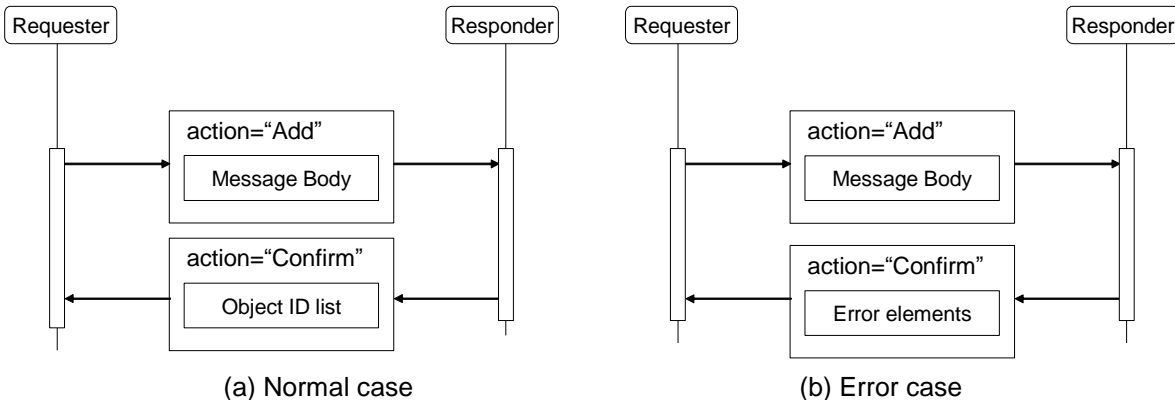 Requester
Responder
action=“Add”
Message Body
action=“Confirm”
Object ID list
(a) Normal case
Requester
Responder
action=“Add”
Message Body
action=“Confirm”
Error elements
(b) Error case